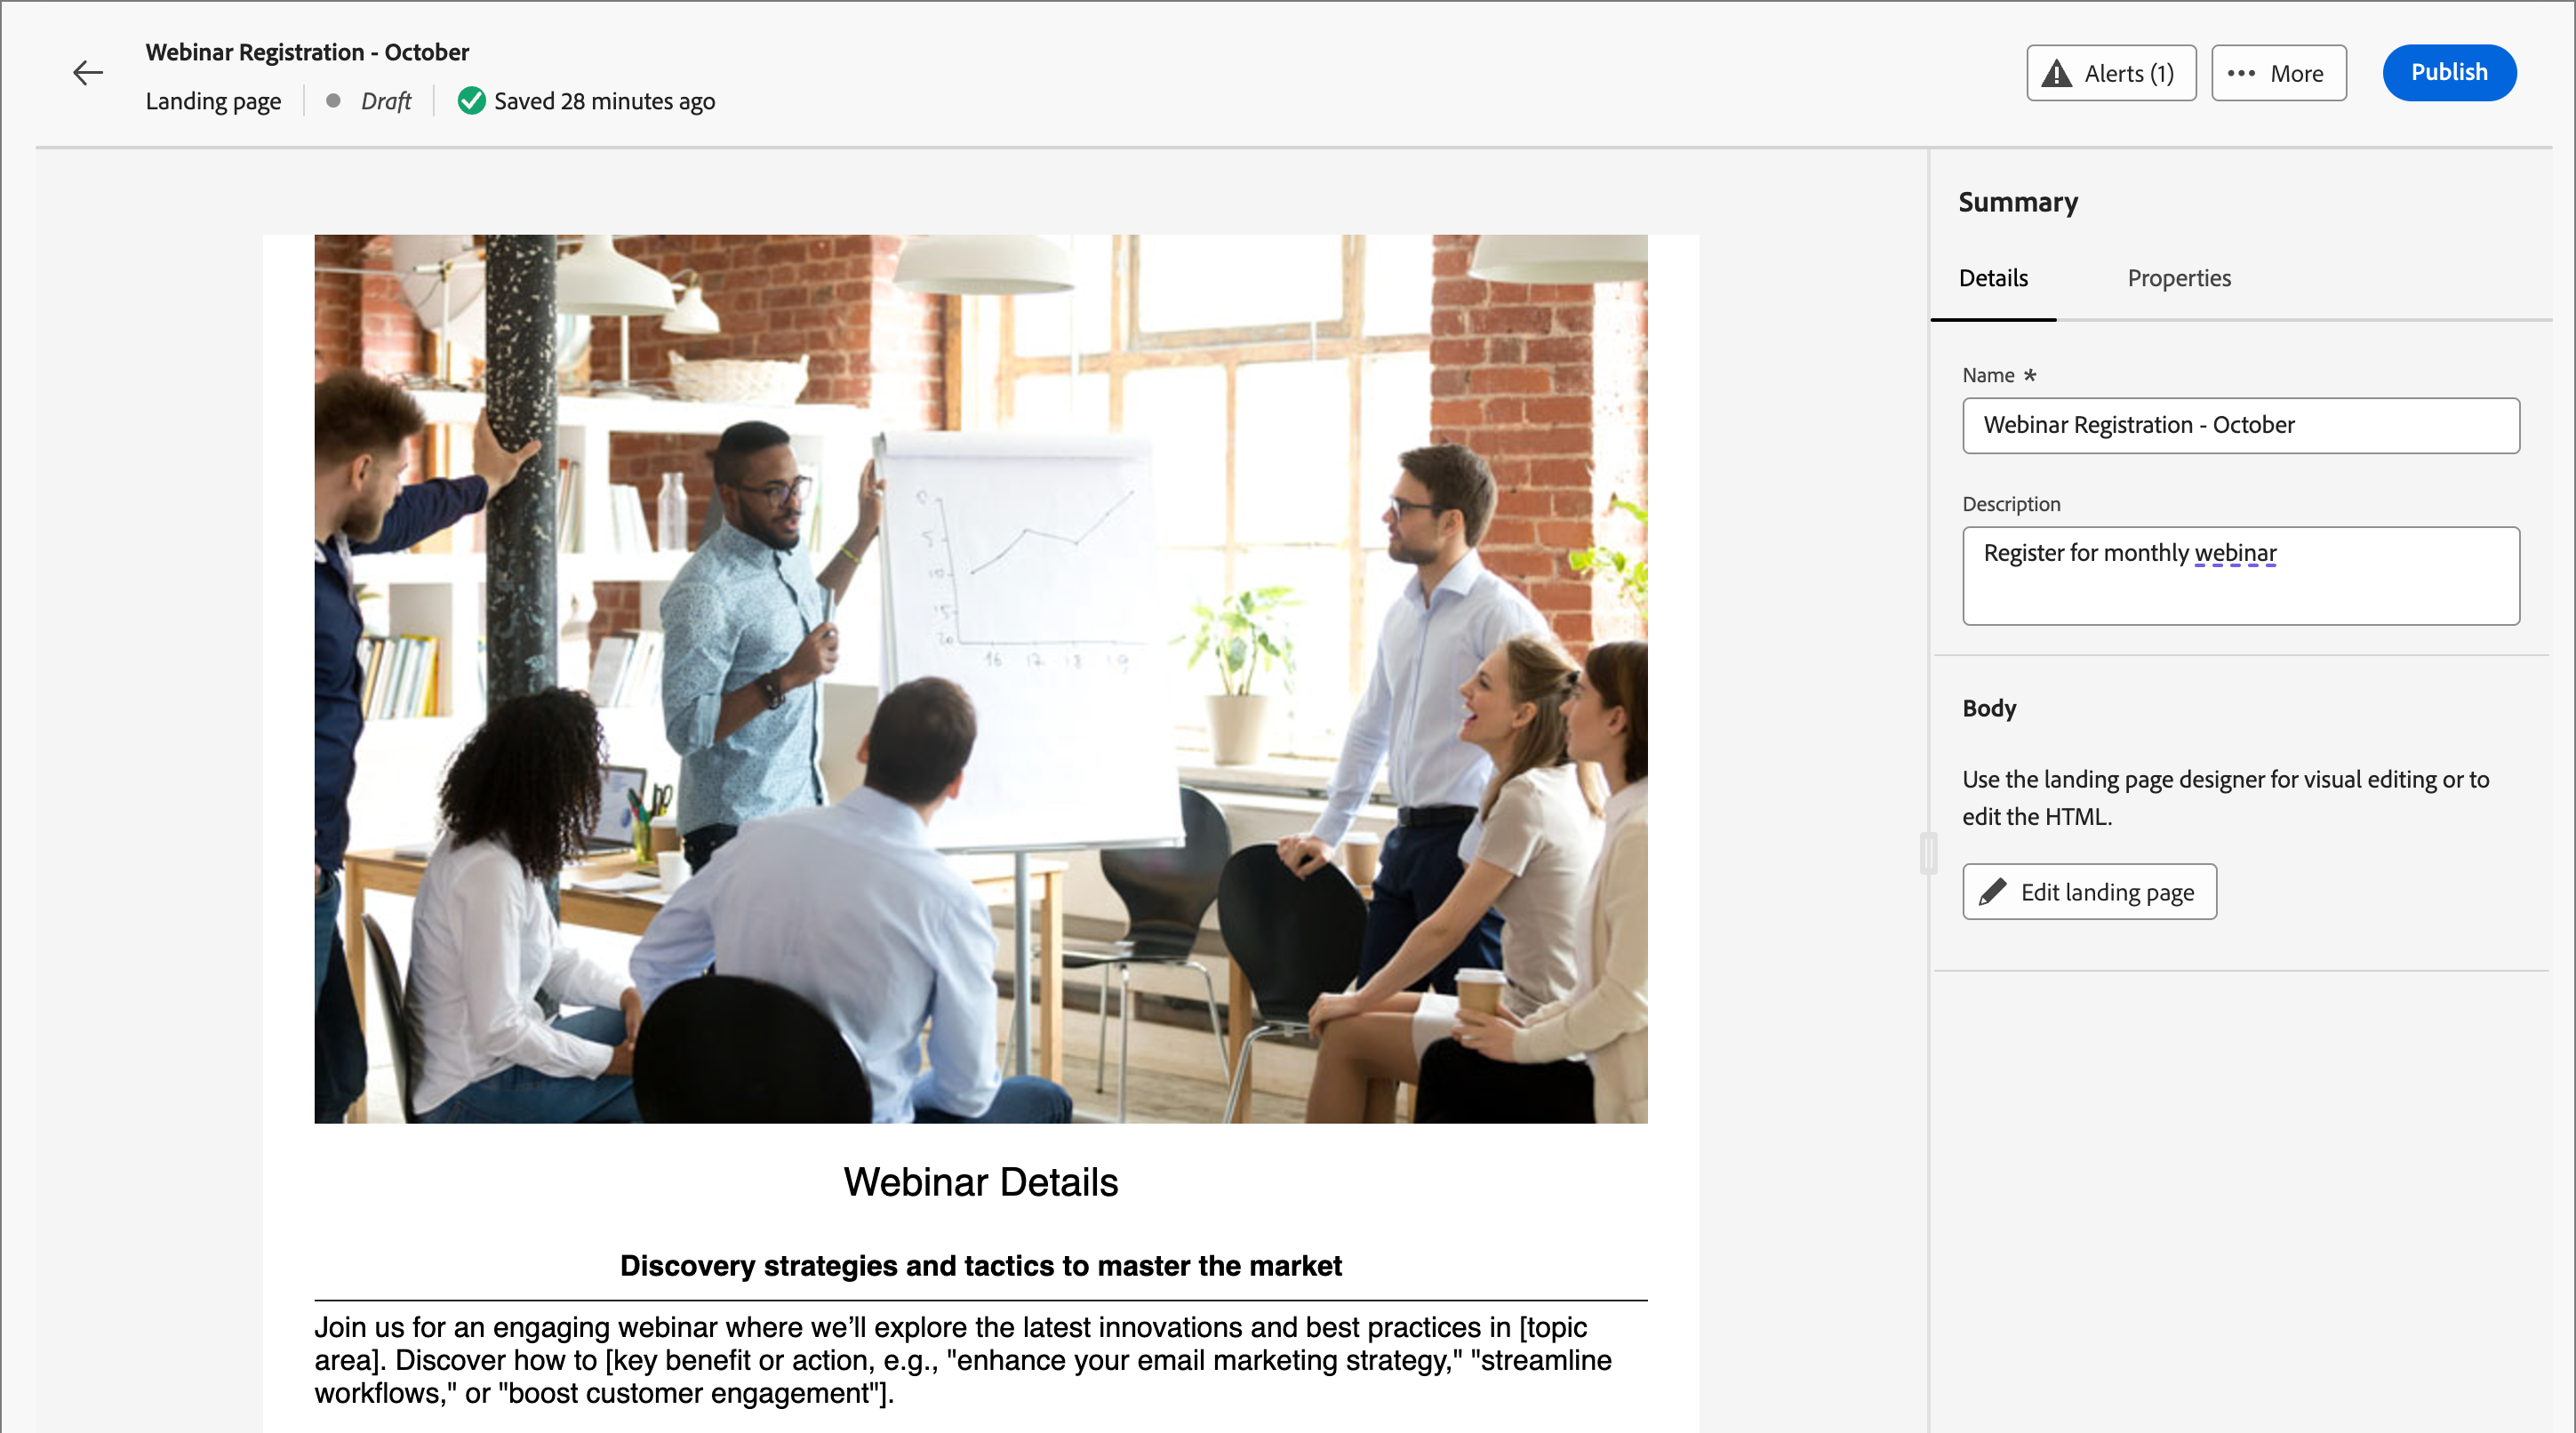 Webinar Registration - October
Landing page
Draft
Saved 28 minutes ago
Alerts (1)
More
Publish
Webinar Details
Discovery strategies and tactics to master the market
Join us for an engaging webinar where we’ll explore the latest innovations and best practices in [topic
area]. Discover how to [key benefit or action, e.g., "enhance your email marketing strategy," "streamline
workflows," or "boost customer engagement"].
Summary
Details
Properties
Name *
Webinar Registration - October
Description
Register for monthly webinar
Body
Use the landing page designer for visual editing or to
edit the HTML.
Edit landing page